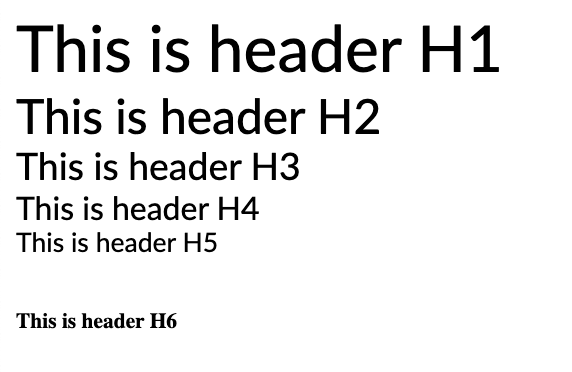 This is header H1
This is header H2
This is header H3
This is header H4
This is header H5
This is header H6